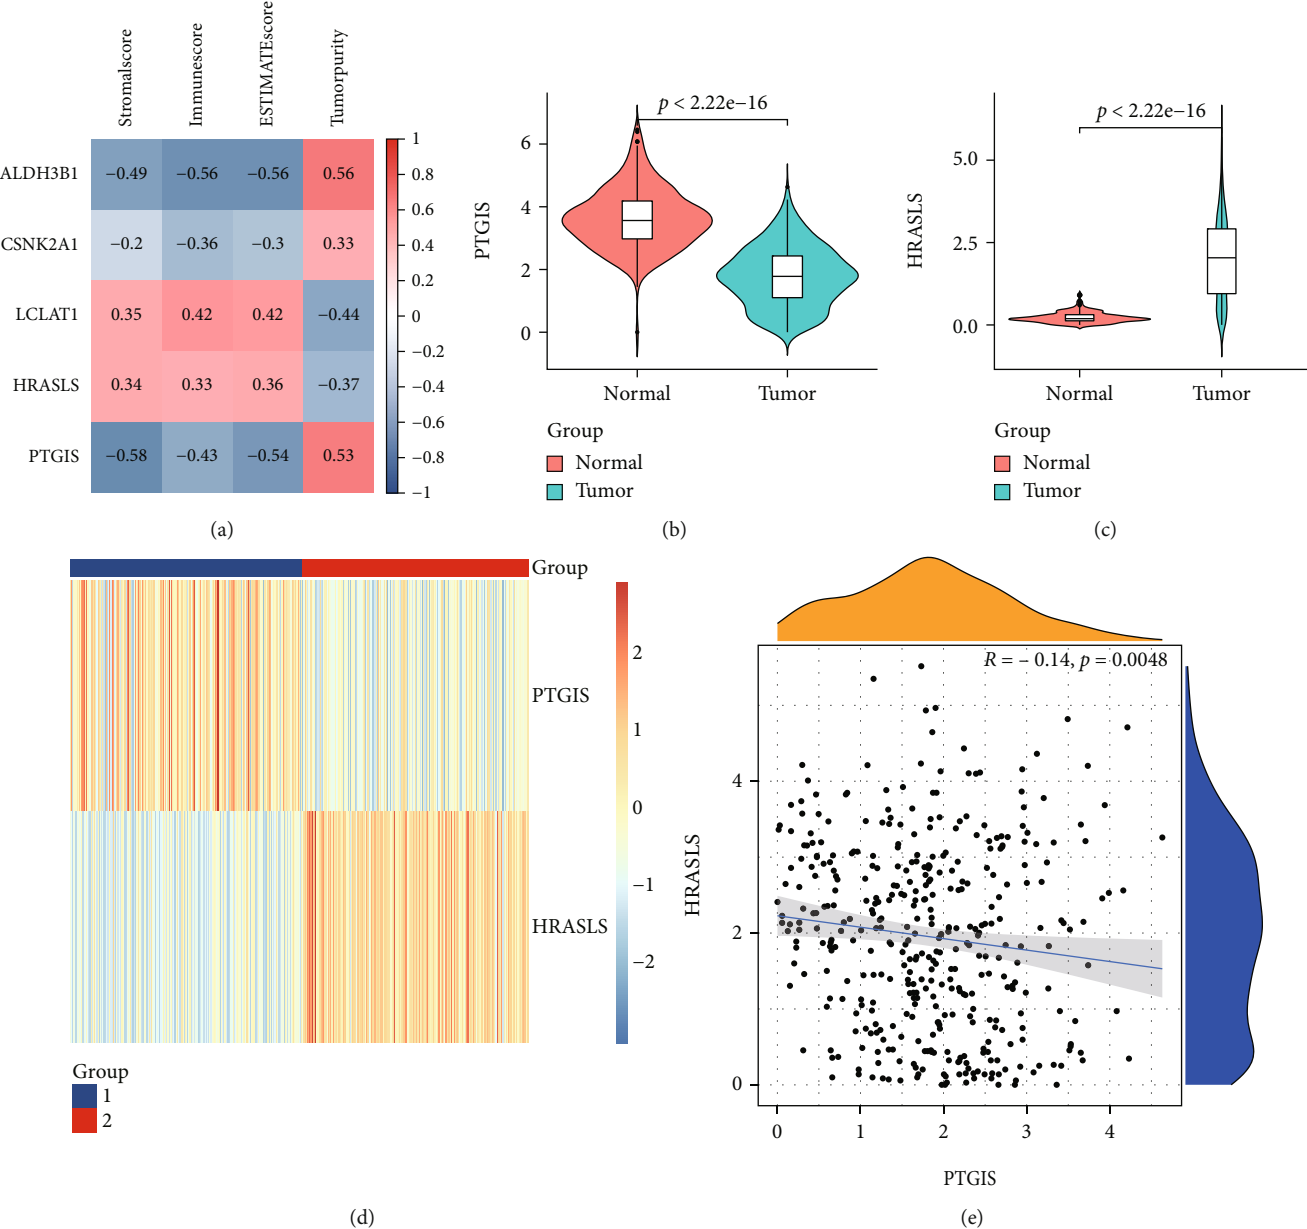 Stromalscore
Immunescore
ESTIMATEscore
Tumorpurity
ALDH3B1 −0.49 −0.56 −0.56 0.56
CSNK2A1 −0.2 −0.36 −0.3 0.33
LCLAT1 0.35 0.42 0.42 −0.44
HRASLS 0.34 0.33 0.36 −0.37
PTGIS −0.58 −0.43 −0.54 0.53
1
0.8
0.6
0.4
0.2
0
−0.2
−0.4
−0.6
−0.8
−1
(a)
p < 2.22e−16
PTGIS
6
4
2
0
Normal Tumor
Group
Normal
Tumor
(b)
p < 2.22e−16
HRASLS
5.0
2.5
0.0
Normal Tumor
Group
Normal
Tumor
(c)
Group
PTGIS
HRASLS
2
1
0
−1
−2
Group
1
2
(d)
R = − 0.14, p = 0.0048
HRASLS
4
2
0
0 1 2 3 4
PTGIS
(e)